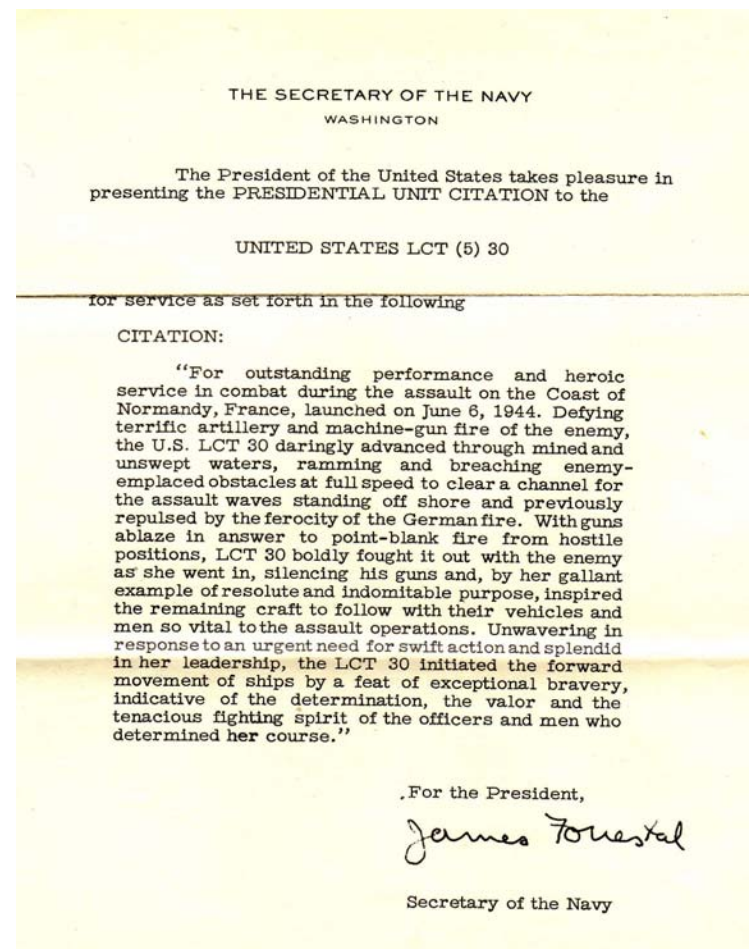 THE SECRETARY OF THE NAVY
WASHINGTON
The President of the United States takes pleasure in
presenting the PRESIDENTIAL UNIT CITATION to the
UNITED STATES LCT (5) 30
for service as set forth in the following
CITATION:
“For outstanding performance and heroic
service in combat during the assault on the Coast of
Normandy, France, launched on June 6, 1944. Defying
terrific artillery and machine-gun fire of the enemy,
the U.S. LCT 30 daringly advanced through mined and
unswept waters, ramming and breaching enemy-
emplaced obstacles at full speed to clear a channel for
the assault waves standing off shore and previously
repulsed by the ferocity of the German fire. With guns
ablaze in answer to point-blank fire from hostile
positions, LCT 30 boldly fought it out with the enemy
as she went in, silencing his guns and, by her gallant
example of resolute and indomitable purpose, inspired
the remaining craft to follow with their vehicles and
men so vital to the assault operations. Unwavering in
response to an urgent need for swift action and splendid
in her leadership, the LCT 30 initiated the forward
movement of ships by a feat of exceptional bravery,
indicative of the determination, the valor and the
tenacious fighting spirit of the officers and men who
determined her course.”
For the President,
James Forrestal
Secretary of the Navy